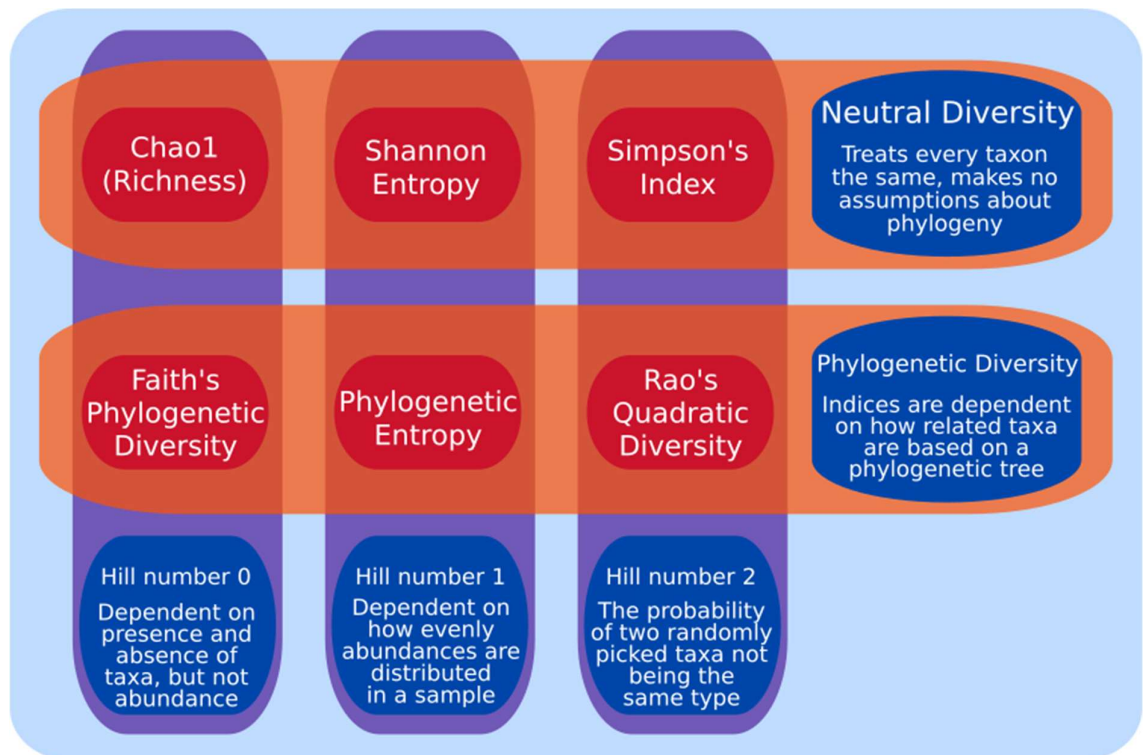 Chao1
(Richness)
Shannon
Entropy
Simpson's
Index
Neutral Diversity
Treats every taxon
the same, makes no
assumptions about
phylogeny
Faith's
Phylogenetic
Diversity
Phylogenetic
Entropy
Rao's
Quadratic
Diversity
Phylogenetic Diversity
Indices are dependent
on how related taxa
are based on a
phylogenetic tree
Hill number 0
Dependent on
presence and
absence of
taxa, but not
abundance
Hill number 1
Dependent on
how evenly
abundances are
distributed
in a sample
Hill number 2
The probability
of two randomly
picked taxa not
being the
same type